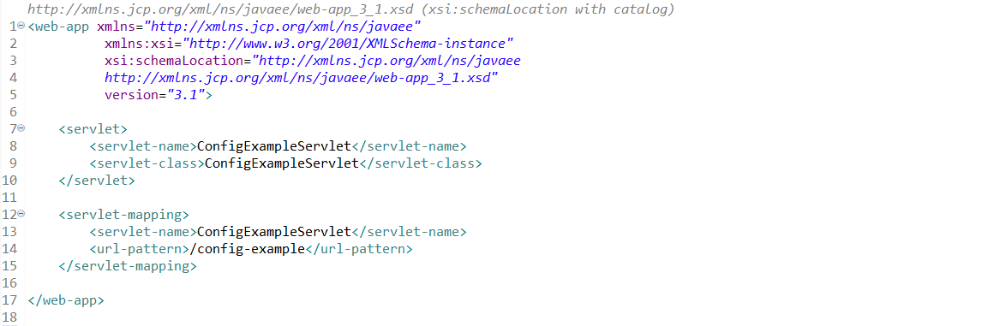 http://xmlns.jcp.org/xml/ns/javaee/web-app_3_1.xsd (xsi:schemaLocation with catalog)
1 <web-app xmlns="http://xmlns.jcp.org/xml/ns/javaee"
2          xmlns:xsi="http://www.w3.org/2001/XMLSchema-instance"
3          xsi:schemaLocation="http://xmlns.jcp.org/xml/ns/javaee
4          http://xmlns.jcp.org/xml/ns/javaee/web-app_3_1.xsd"
5          version="3.1">
6
7    <servlet>
8        <servlet-name>ConfigExampleServlet</servlet-name>
9        <servlet-class>ConfigExampleServlet</servlet-class>
10    </servlet>
11
12    <servlet-mapping>
13        <servlet-name>ConfigExampleServlet</servlet-name>
14        <url-pattern>/config-example</url-pattern>
15    </servlet-mapping>
16
17 </web-app>
18